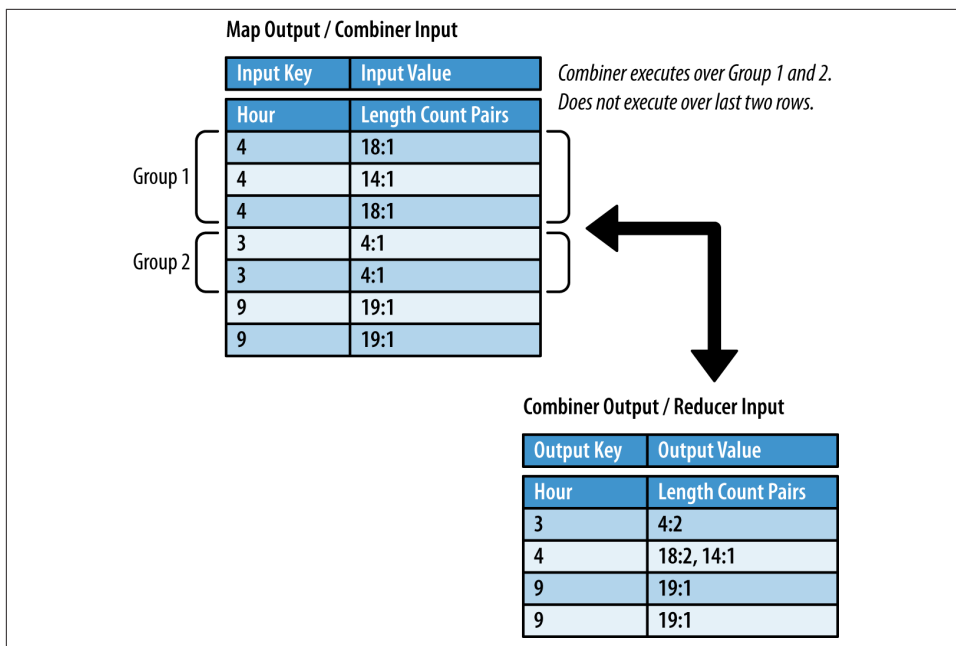 Map Output / Combiner Input
Input Key Input Value
Combiner executes over Group 1 and 2.
Does not execute over last two rows.
Hour Length Count Pairs
4 18:1
Group 1
4 14:1
4 18:1
3 4:1
Group 2
3 4:1
9 19:1
9 19:1
Combiner Output / Reducer Input
Output Key Output Value
Hour Length Count Pairs
3 4:2
4 18:2, 14:1
9 19:1
9 19:1